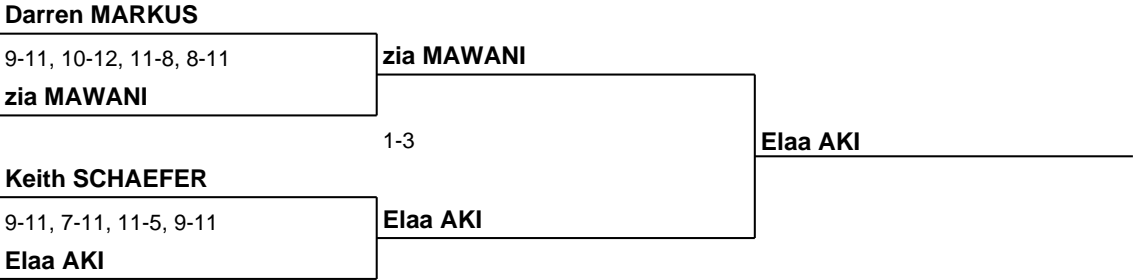 Darren MARKUS
9-11, 10-12, 11-8, 8-11
zia MAWANI
zia MAWANI
1-3
Elaa AKI
Keith SCHAEFER
9-11, 7-11, 11-5, 9-11
Elaa AKI
Elaa AKI